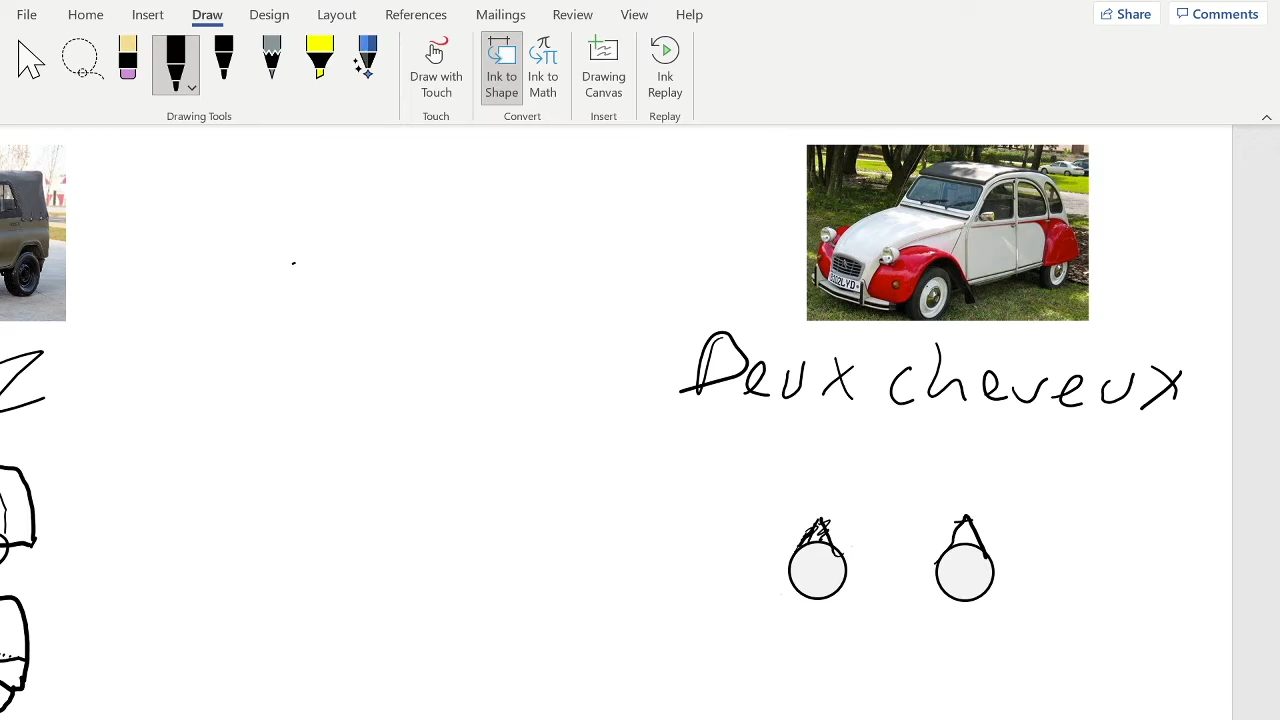 File Home Insert Draw Design Layout References Mailings Review View Help Share Comments
Draw with Touch
Ink to Shape
Ink to Math
Drawing Canvas
Ink Replay
Drawing Tools Touch Convert Insert Replay
Deux cheveux